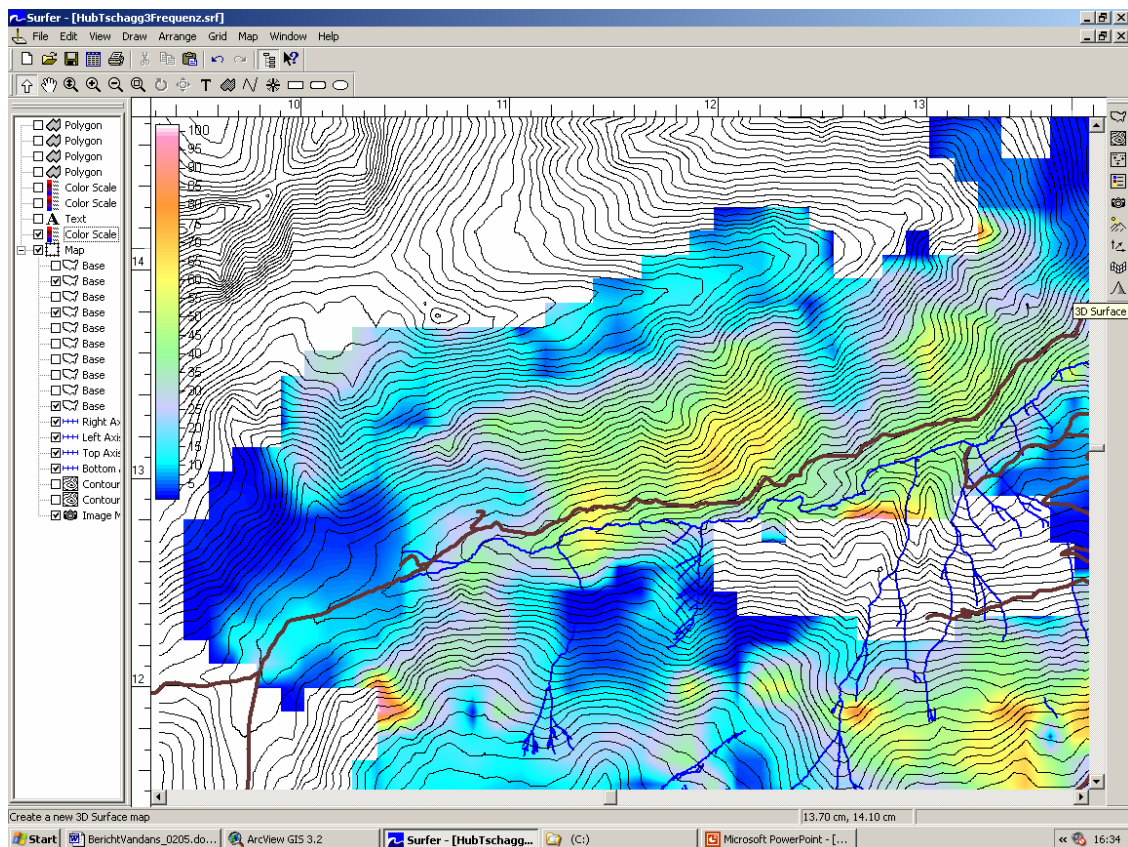 Surfer - [HubTschagg3Frequenz.srf]
File Edit View Draw Arrange Grid Map Window Help
10 11 12 13
Polygon
Polygon
Polygon
Polygon
Color Scale
Color Scale
Text
Color Scale
Map
Base
Base
Base
Base
Base
Base
Base
Base
Base
Right Ax
Left Axis
Top Axis
Bottom A
Contour
Contour
Image M
14
13
12
100
95
90
85
80
75
70
65
60
55
50
45
40
35
30
25
20
15
10
5
3D Surface
Create a new 3D Surface map
13.70 cm, 14.10 cm
Start
BerichtVandans_0205.do...
ArcView GIS 3.2
Surfer - [HubTschagg...
(C:)
Microsoft PowerPoint - [...
« 16:34